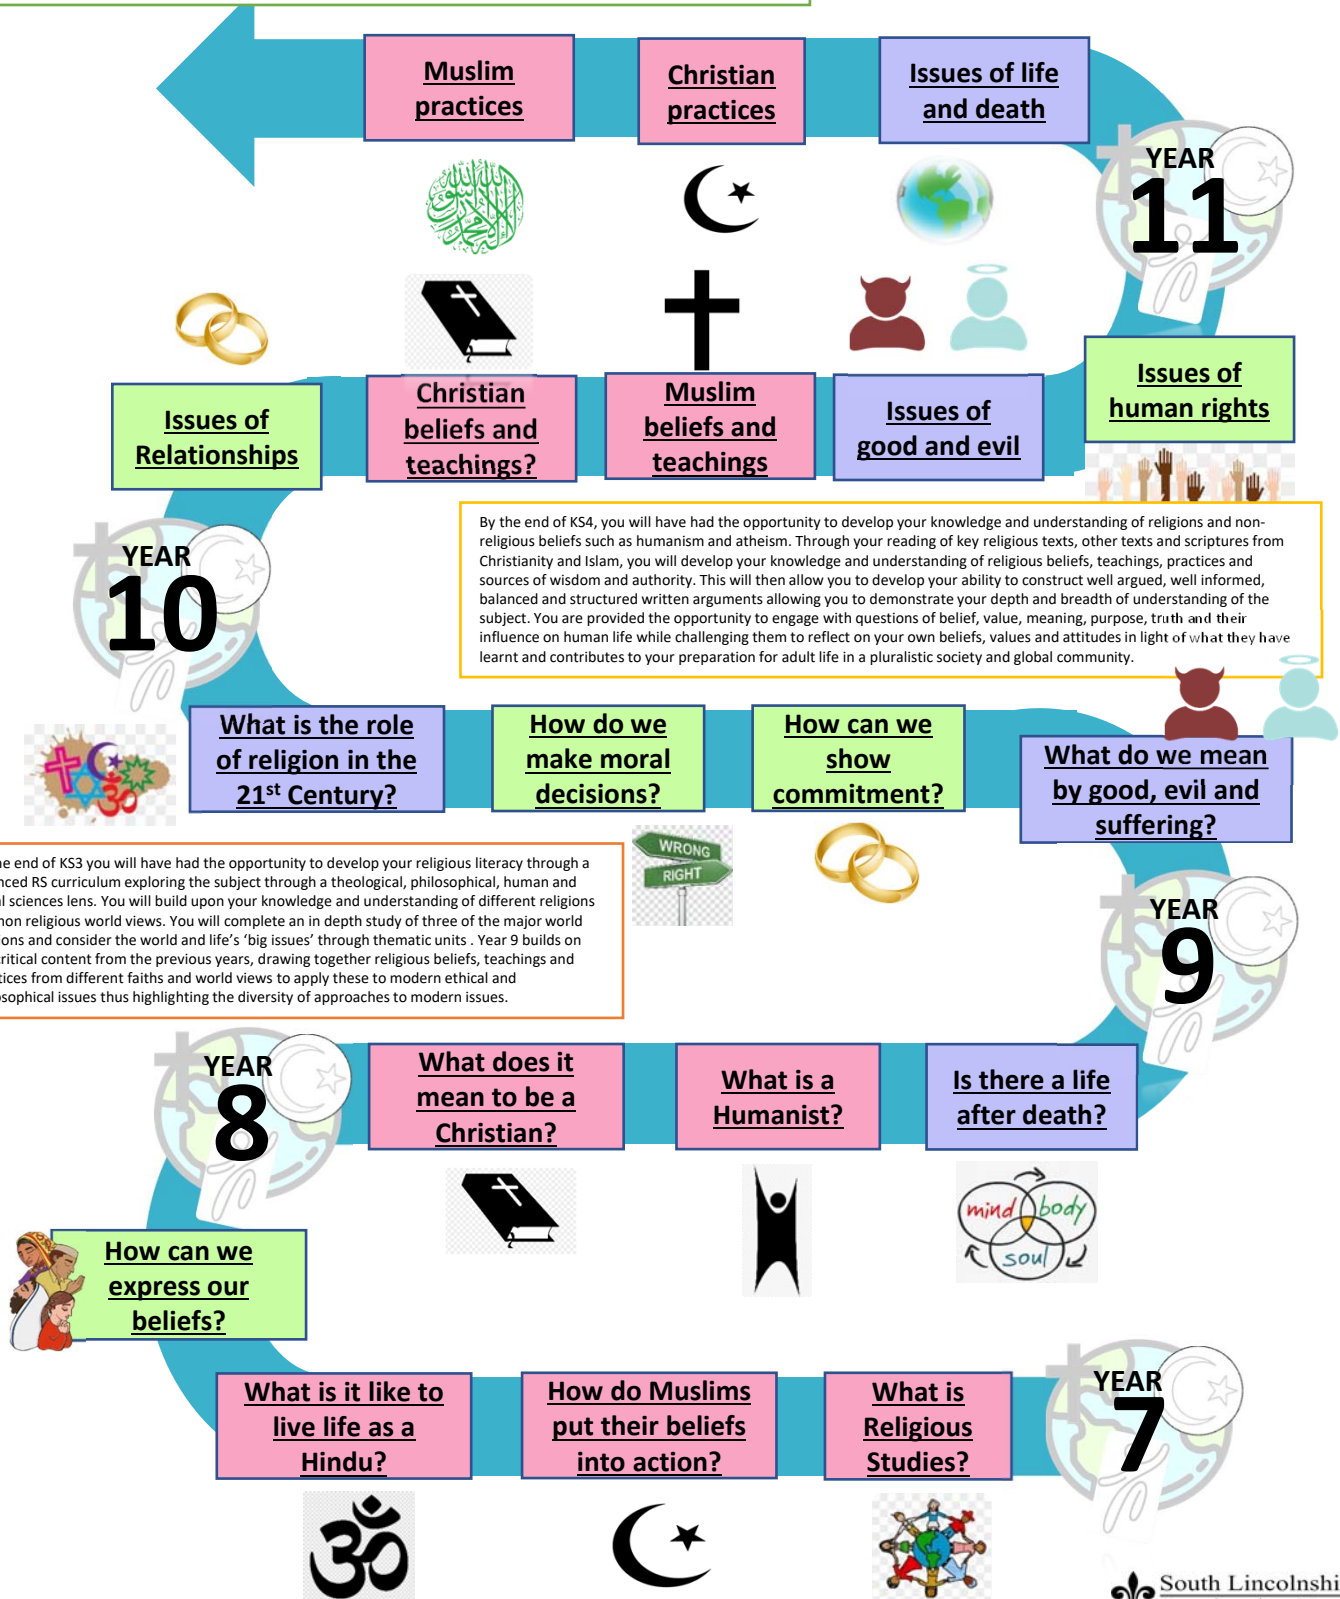 Muslim
practices
Christian
practices
Issues of life
and death
YEAR
11
Issues of
Relationships
Christian
beliefs and
teachings?
Muslim
beliefs and
teachings
Issues of
good and evil
Issues of
human rights
By the end of KS4, you will have had the opportunity to develop your knowledge and understanding of religions and non-
religious beliefs such as humanism and atheism. Through your reading of key religious texts, other texts and scriptures from
Christianity and Islam, you will develop your knowledge and understanding of religious beliefs, teachings, practices and
sources of wisdom and authority. This will then allow you to develop your ability to construct well argued, well informed,
balanced and structured written arguments allowing you to demonstrate your depth and breadth of understanding of the
subject. You are provided the opportunity to engage with questions of belief, value, meaning, purpose, truth and their
influence on human life while challenging them to reflect on your own beliefs, values and attitudes in light of what they have
learnt and contributes to your preparation for adult life in a pluralistic society and global community.
YEAR
10
What is the role
of religion in the
21st Century?
How do we
make moral
decisions?
How can we
show
commitment?
What do we mean
by good, evil and
suffering?
WRONG
RIGHT
end of KS3 you will have had the opportunity to develop your religious literacy through a
RS curriculum exploring the subject through a theological, philosophical, human and
sciences lens. You will build upon your knowledge and understanding of different religions
non religious world views. You will complete an in depth study of three of the major world
and consider the world and life's 'big issues' through thematic units . Year 9 builds on
critical content from the previous years, drawing together religious beliefs, teachings and
from different faiths and world views to apply these to modern ethical and
issues thus highlighting the diversity of approaches to modern issues.
YEAR
9
YEAR
8
What does it
mean to be a
Christian?
What is a
Humanist?
Is there a life
after death?
mind
body
soul
How can we
express our
beliefs?
What is it like to
live life as a
Hindu?
How do Muslims
put their beliefs
into action?
What is
Religious
Studies?
YEAR
7
ॐ
South Lincolnshi